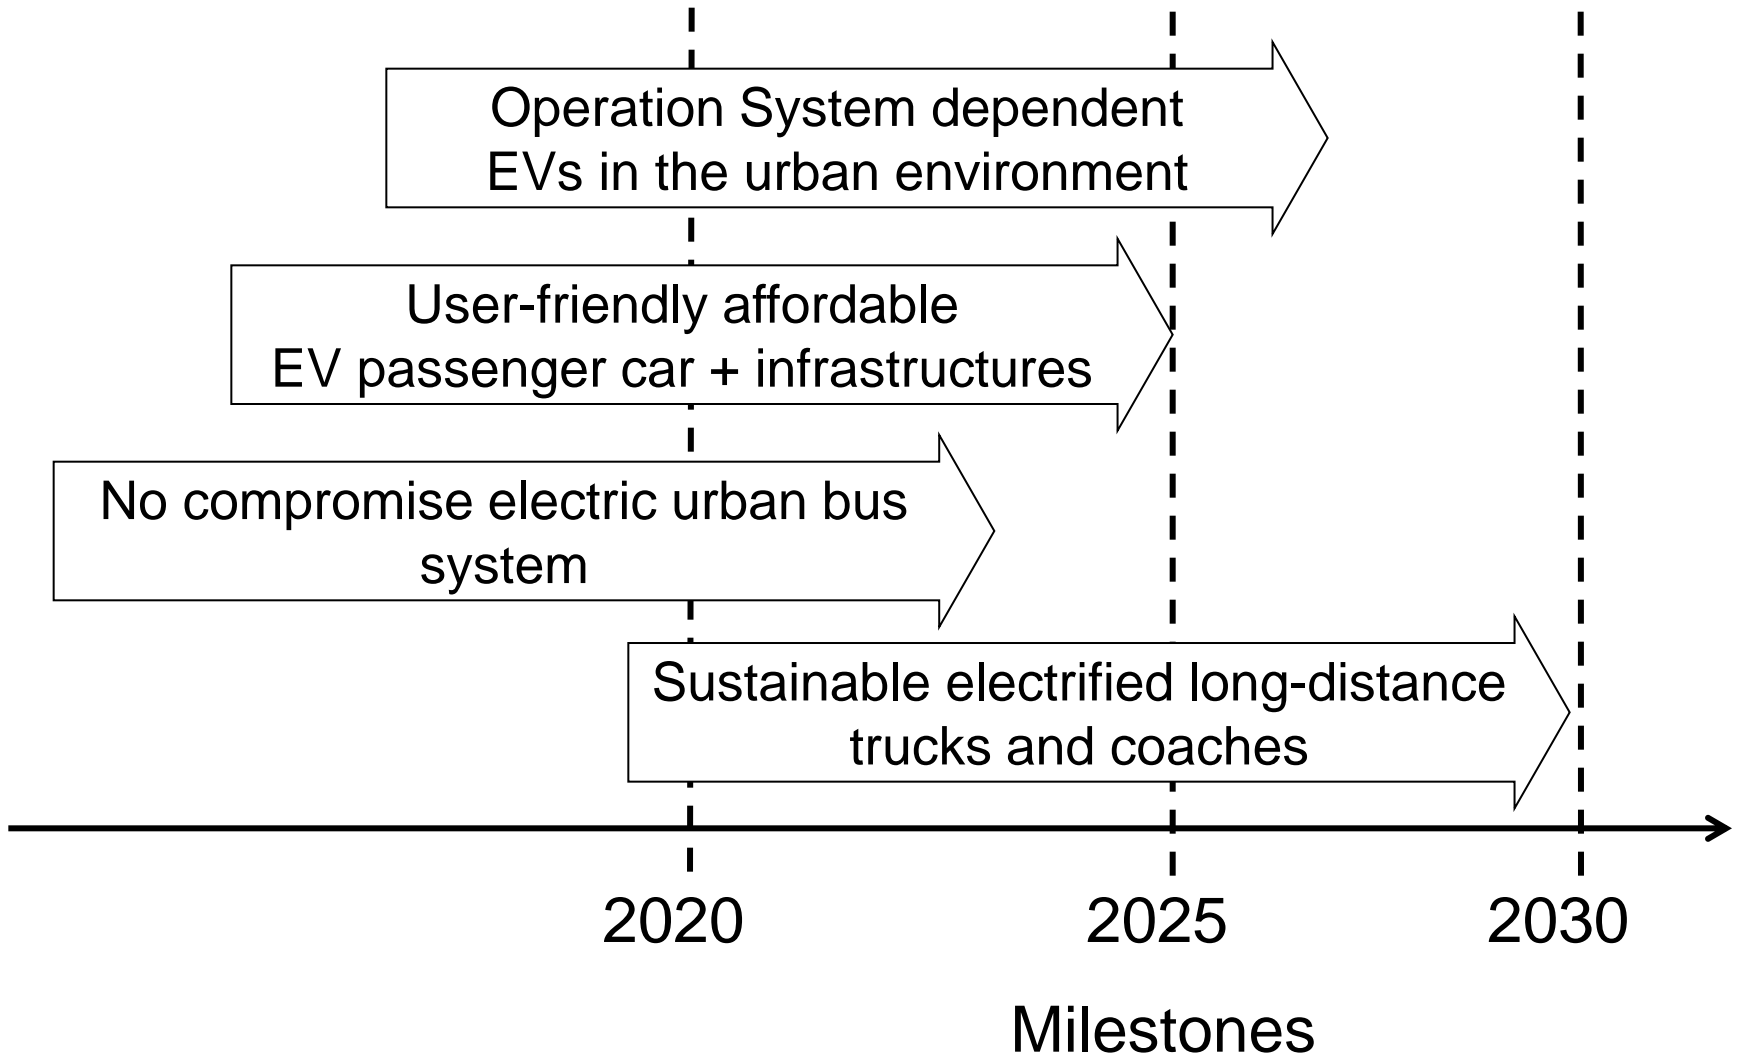 Operation System dependent
EVs in the urban environment
User-friendly affordable
EV passenger car + infrastructures
No compromise electric urban bus
system
Sustainable electrified long-distance
trucks and coaches
2020
2025
2030
Milestones